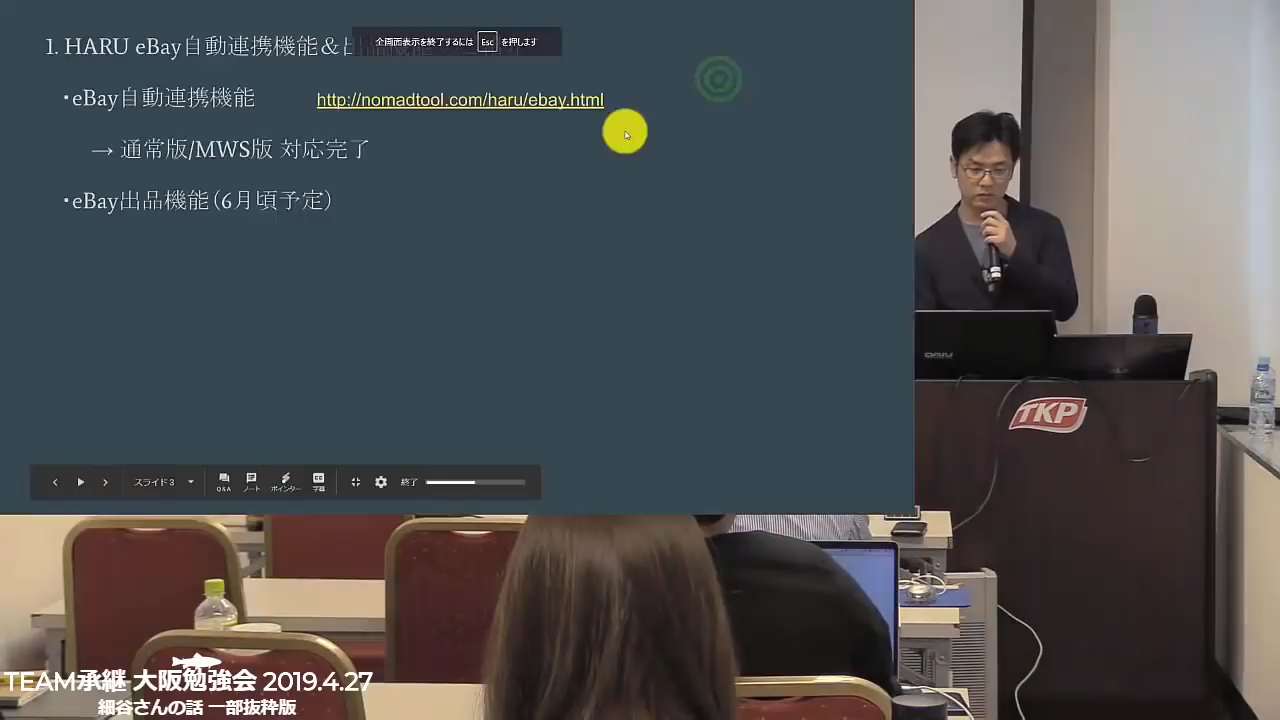 1. HARU eBay自動連携機能＆
全画面表示を終了するには Esc を押します
・eBay自動連携機能 http://nomadtool.com/haru/ebay.html
→ 通常版/MWS版 対応完了
・eBay出品機能（6月頃予定）
スライド 3 Q&A ノート ポインター 字幕 終了
DAIV
TKP
TEAM承継 大阪勉強会 2019.4.27
細谷さんの話 一部抜粋版